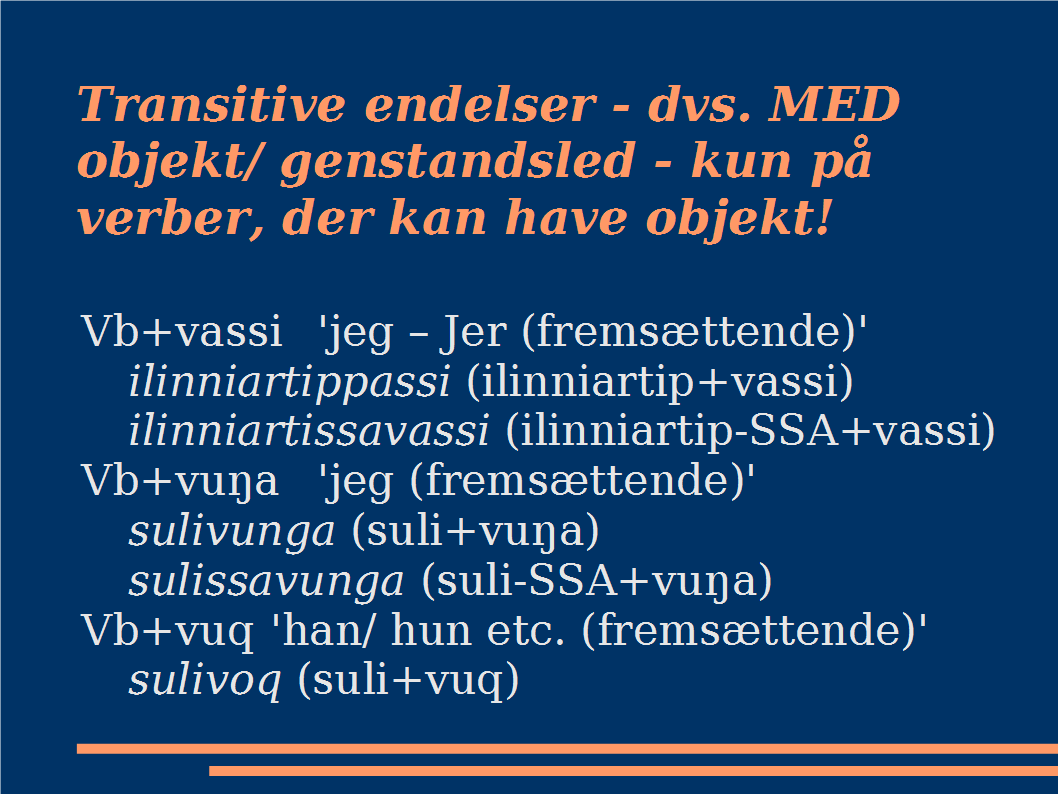 Transitive endelser - dvs. MED
objekt/ genstandsled - kun på
verber, der kan have objekt!
Vb+vassi 'jeg – Jer (fremsættende)'
ilinniartippassi (ilinniartip+vassi)
ilinniartissavassi (ilinniartip-SSA+vassi)
Vb+vuŋa 'jeg (fremsættende)'
sulivunga (suli+vuŋa)
sulissavunga (suli-SSA+vuŋa)
Vb+vuq 'han/ hun etc. (fremsættende)'
sulivoq (suli+vuq)